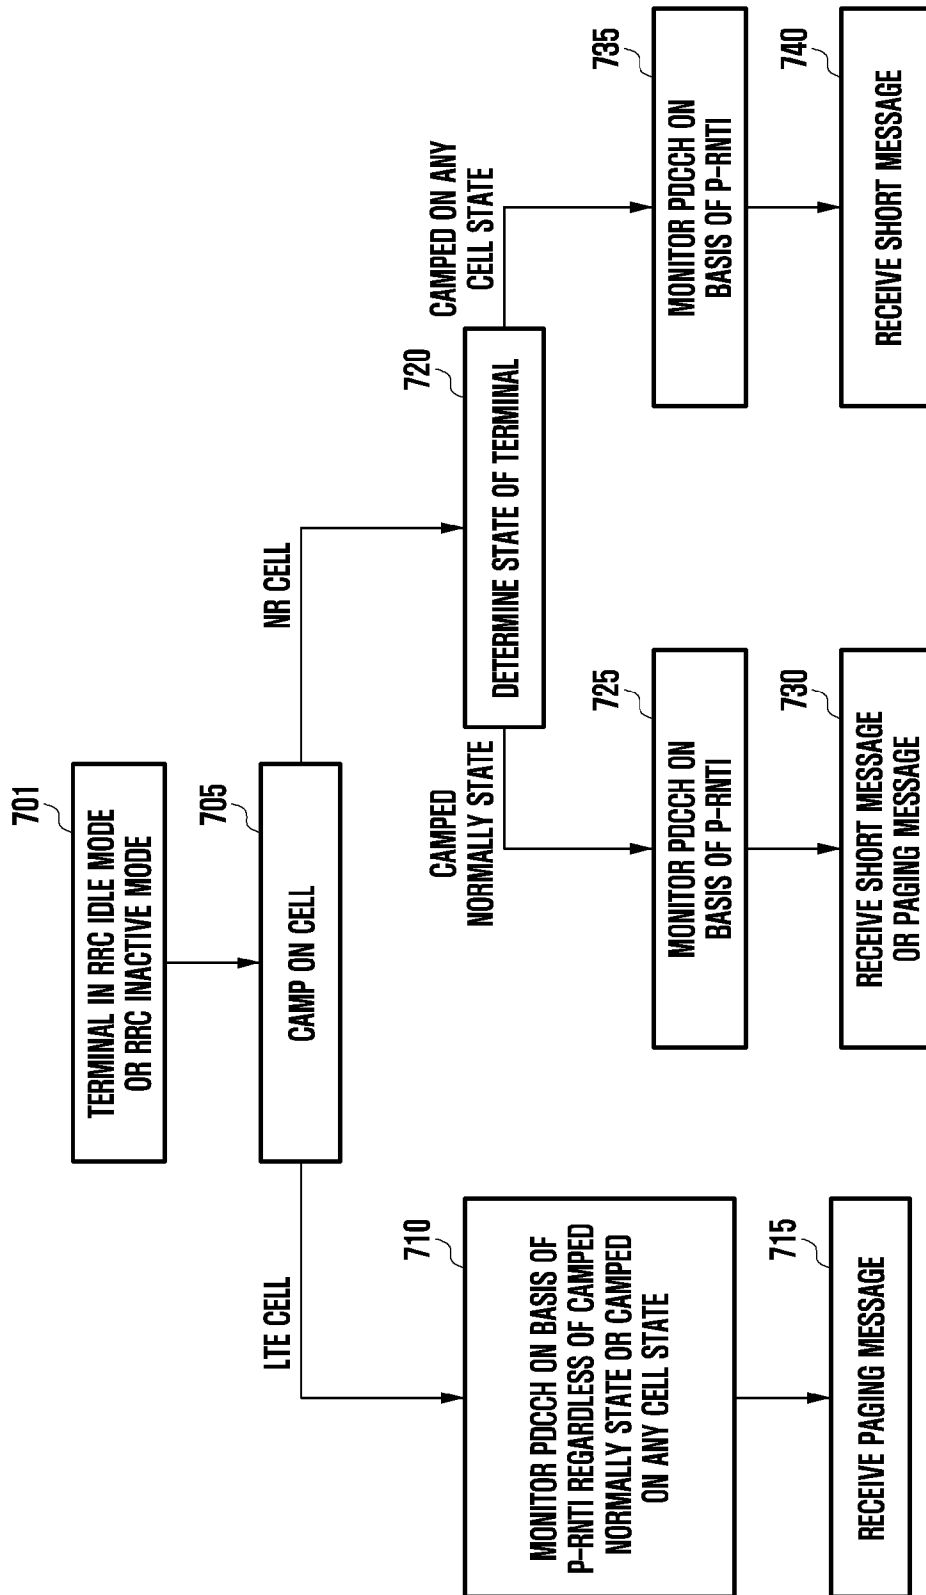 701
TERMINAL IN RRC IDLE MODE
OR RRC INACTIVE MODE
705
CAMP ON CELL
LTE CELL
NR CELL
710
MONITOR PDCCH ON BASIS OF
P-RNTI REGARDLESS OF CAMPED
NORMALLY STATE OR CAMPED
ON ANY CELL STATE
715
RECEIVE PAGING MESSAGE
720
DETERMINE STATE OF TERMINAL
CAMPED
NORMALLY STATE
CAMPED ON ANY
CELL STATE
725
MONITOR PDCCH ON
BASIS OF P-RNTI
730
RECEIVE SHORT MESSAGE
OR PAGING MESSAGE
735
MONITOR PDCCH ON
BASIS OF P-RNTI
740
RECEIVE SHORT MESSAGE